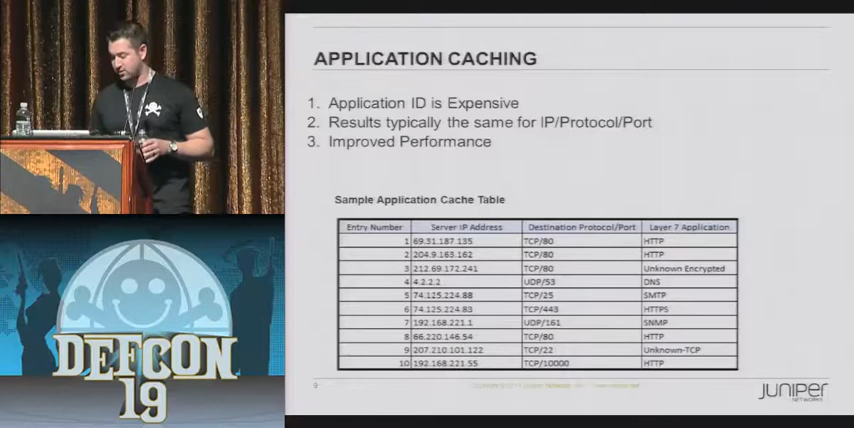 APPLICATION CACHING
1. Application ID is Expensive
2. Results typically the same for IP/Protocol/Port
3. Improved Performance
Sample Application Cache Table
Entry Number Server IP Address Destination Protocol/Port Layer 7 Application
1 69.31.187.135 TCP/80 HTTP
2 204.9.163.162 TCP/80 HTTP
3 212.69.172.241 TCP/80 Unknown Encrypted
4 4.2.2.2 UDP/53 DNS
5 74.125.224.88 TCP/25 SMTP
6 74.125.224.83 TCP/443 HTTPS
7 192.168.221.1 UDP/161 SNMP
8 66.220.146.54 TCP/80 HTTP
9 207.210.101.122 TCP/22 Unknown-TCP
10 192.168.221.55 TCP/10000 HTTP
9
JUNIPER
NETWORKS
DEFCON
19